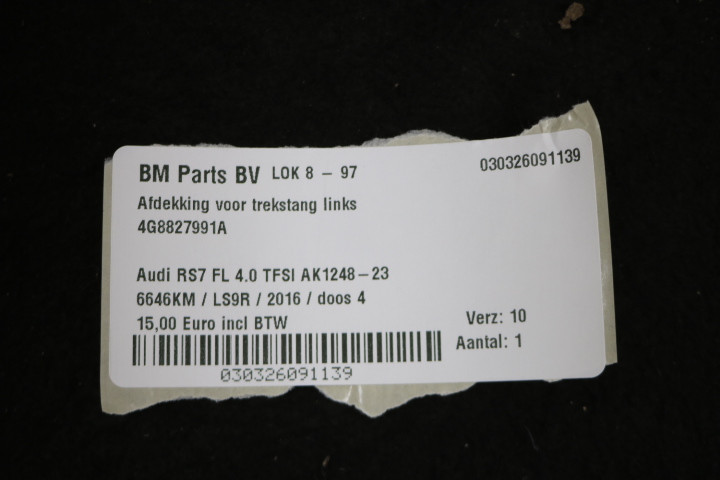 BM Parts BV LOK 8 – 97 030326091139
Afdekking voor trekstang links
4G8827991A
Audi RS7 FL 4.0 TFSI AK1248-23
6646KM / LS9R / 2016 / doos 4
15,00 Euro incl BTW
Verz: 10
Aantal: 1
030326091139